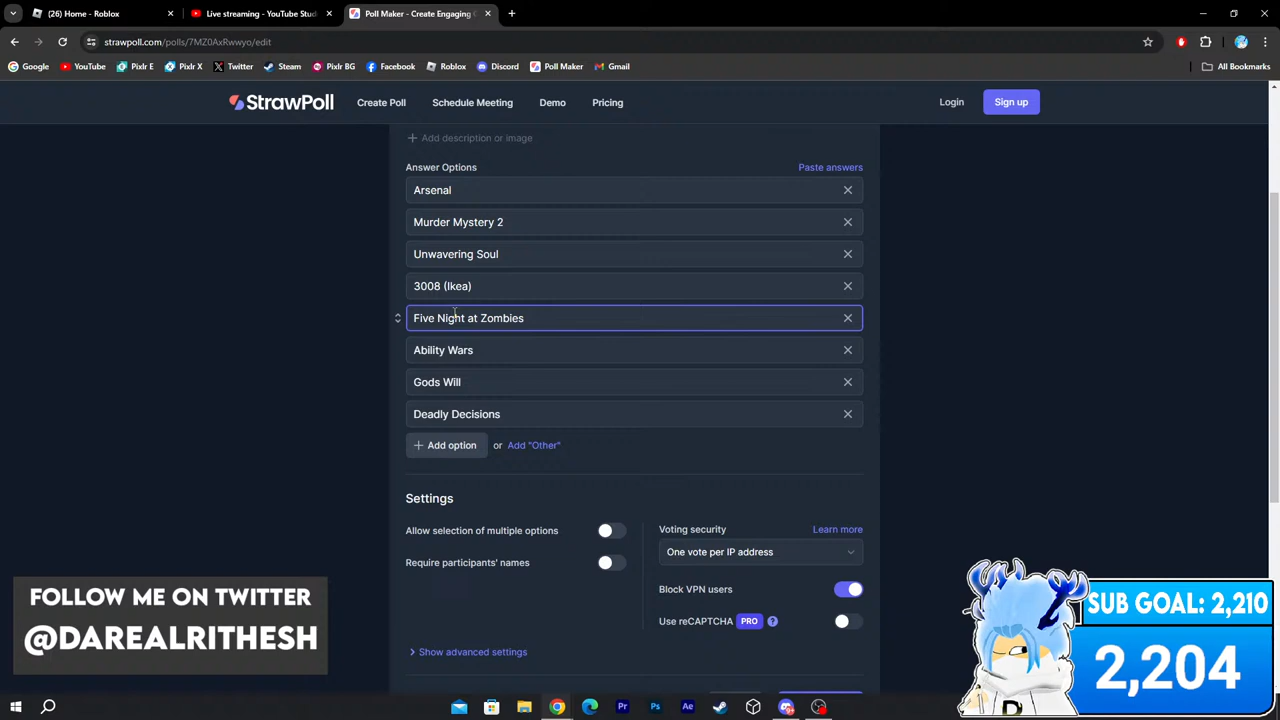 (26) Home - Roblox
Live streaming - YouTube Stud
Poll Maker - Create Engaging C
strawpoll.com/polls/7MZ0AxRwwyo/edit
Google
YouTube
Pixlr E
Pixlr X
Twitter
Steam
Pixlr BG
Facebook
Roblox
Discord
Poll Maker
Gmail
All Bookmarks
StrawPoll
Create Poll
Schedule Meeting
Demo
Pricing
Login
Sign up
Add description or image
Answer Options
Paste answers
Arsenal
Murder Mystery 2
Unwavering Soul
3008 (Ikea)
Five Night at Zombies
Ability Wars
Gods Will
Deadly Decisions
Add option
or
Add "Other"
Settings
Allow selection of multiple options
Require participants' names
Voting security
Learn more
One vote per IP address
Block VPN users
Use reCAPTCHA PRO ?
Show advanced settings
FOLLOW ME ON TWITTER
@DAREALRITHESH
SUB GOAL: 2,210
2,204
Pr
Ps
Ae